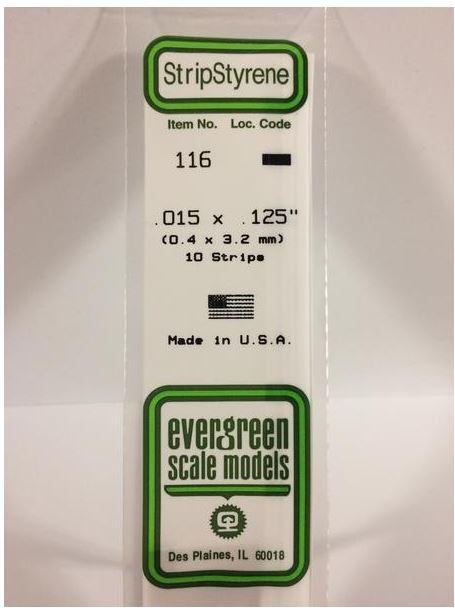 StripStyrene
Item No. Loc. Code
116
.015 x .125"
(0.4 x 3.2 mm)
10 Strips
Made in U.S.A.
evergreen
scale models
Des Plaines, IL 60018